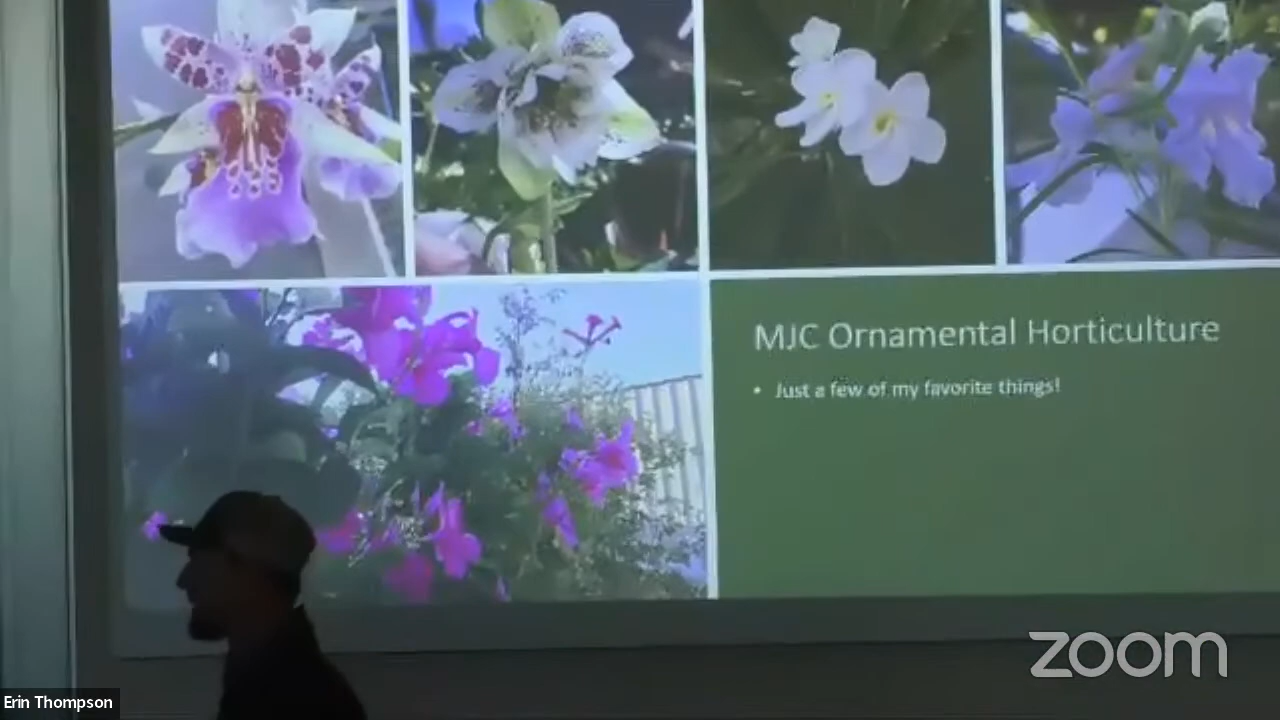 MJC Ornamental Horticulture
• Just a few of my favorite things!
zoom
Erin Thompson